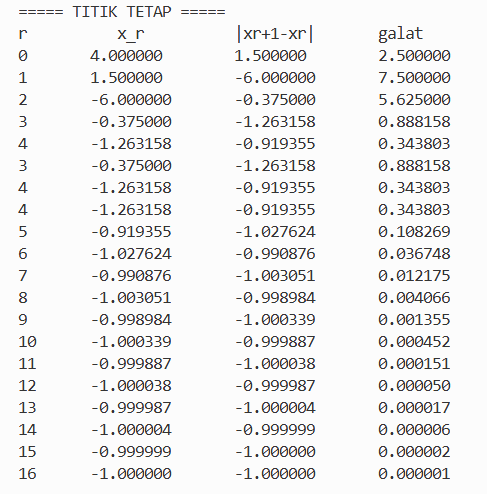 ===== TITIK TETAP =====
r x_r |xr+1-xr| galat
0 4.000000 1.500000 2.500000
1 1.500000 -6.000000 7.500000
2 -6.000000 -0.375000 5.625000
3 -0.375000 -1.263158 0.888158
4 -1.263158 -0.919355 0.343803
3 -0.375000 -1.263158 0.888158
4 -1.263158 -0.919355 0.343803
4 -1.263158 -0.919355 0.343803
5 -0.919355 -1.027624 0.108269
6 -1.027624 -0.990876 0.036748
7 -0.990876 -1.003051 0.012175
8 -1.003051 -0.998984 0.004066
9 -0.998984 -1.000339 0.001355
10 -1.000339 -0.999887 0.000452
11 -0.999887 -1.000038 0.000151
12 -1.000038 -0.999987 0.000050
13 -0.999987 -1.000004 0.000017
14 -1.000004 -0.999999 0.000006
15 -0.999999 -1.000000 0.000002
16 -1.000000 -1.000000 0.000001